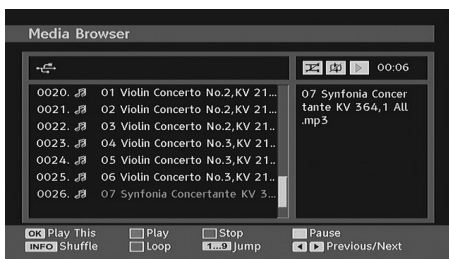 Media Browser
00:06
0020. 01 Violin Concerto No.2,KV 21...
0021. 02 Violin Concerto No.2,KV 21...
0022. 03 Violin Concerto No.2,KV 21..
0023. 04 Violin Concerto No.3,KV 21..
0024. 05 Violin Concerto No.3,KV 21..
0025. 06 Violin Concerto No.3,KV 21..
0026. 07 Synfonia Concertante KV 3...
07 Synfonia Concer
tante KV 364,1 All
.mp3
OK Play This Play Stop Pause
INFO Shuffle Loop 1...9 Jump Previous/Next